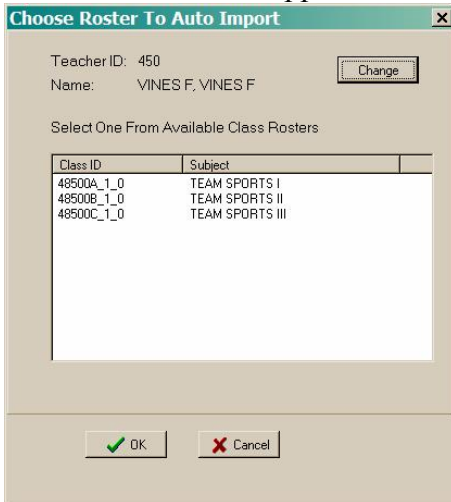 Choose Roster To Auto Import
Teacher ID: 450
Change
Name: VINES F, VINES F
Select One From Available Class Rosters
Class ID Subject
48500A_1_0 TEAM SPORTS I
48500B_1_0 TEAM SPORTS II
48500C_1_0 TEAM SPORTS III
OK Cancel